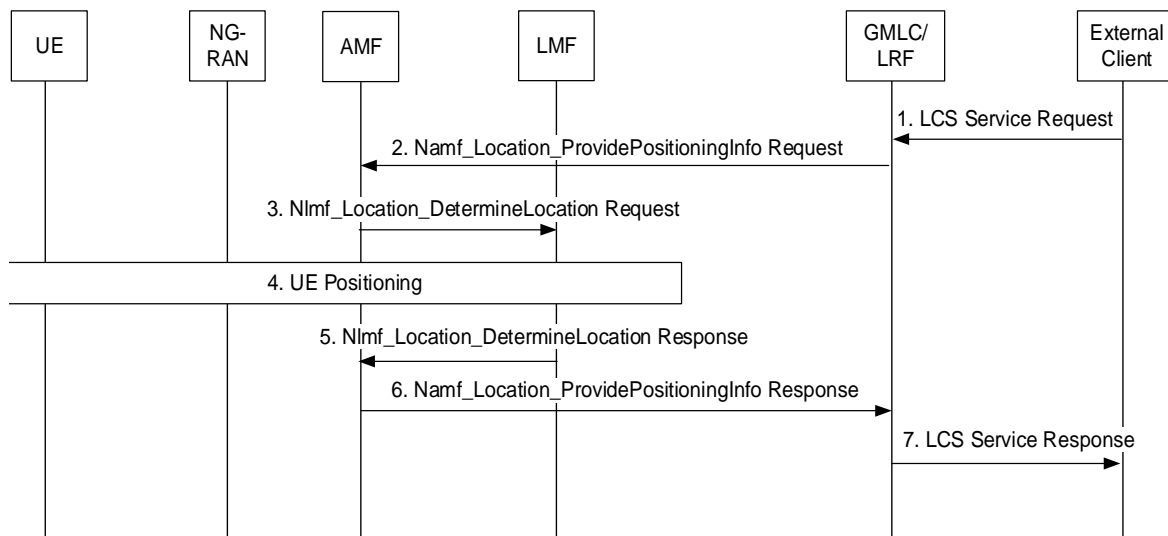 UE
NG-
RAN
AMF
LMF
GMLC/
LRF
External
Client
1. LCS Service Request
2. Namf_Location_ProvidePositioningInfo Request
3. Nlmf_Location_DetermineLocation Request
4. UE Positioning
5. Nlmf_Location_DetermineLocation Response
6. Namf_Location_ProvidePositioningInfo Response
7. LCS Service Response